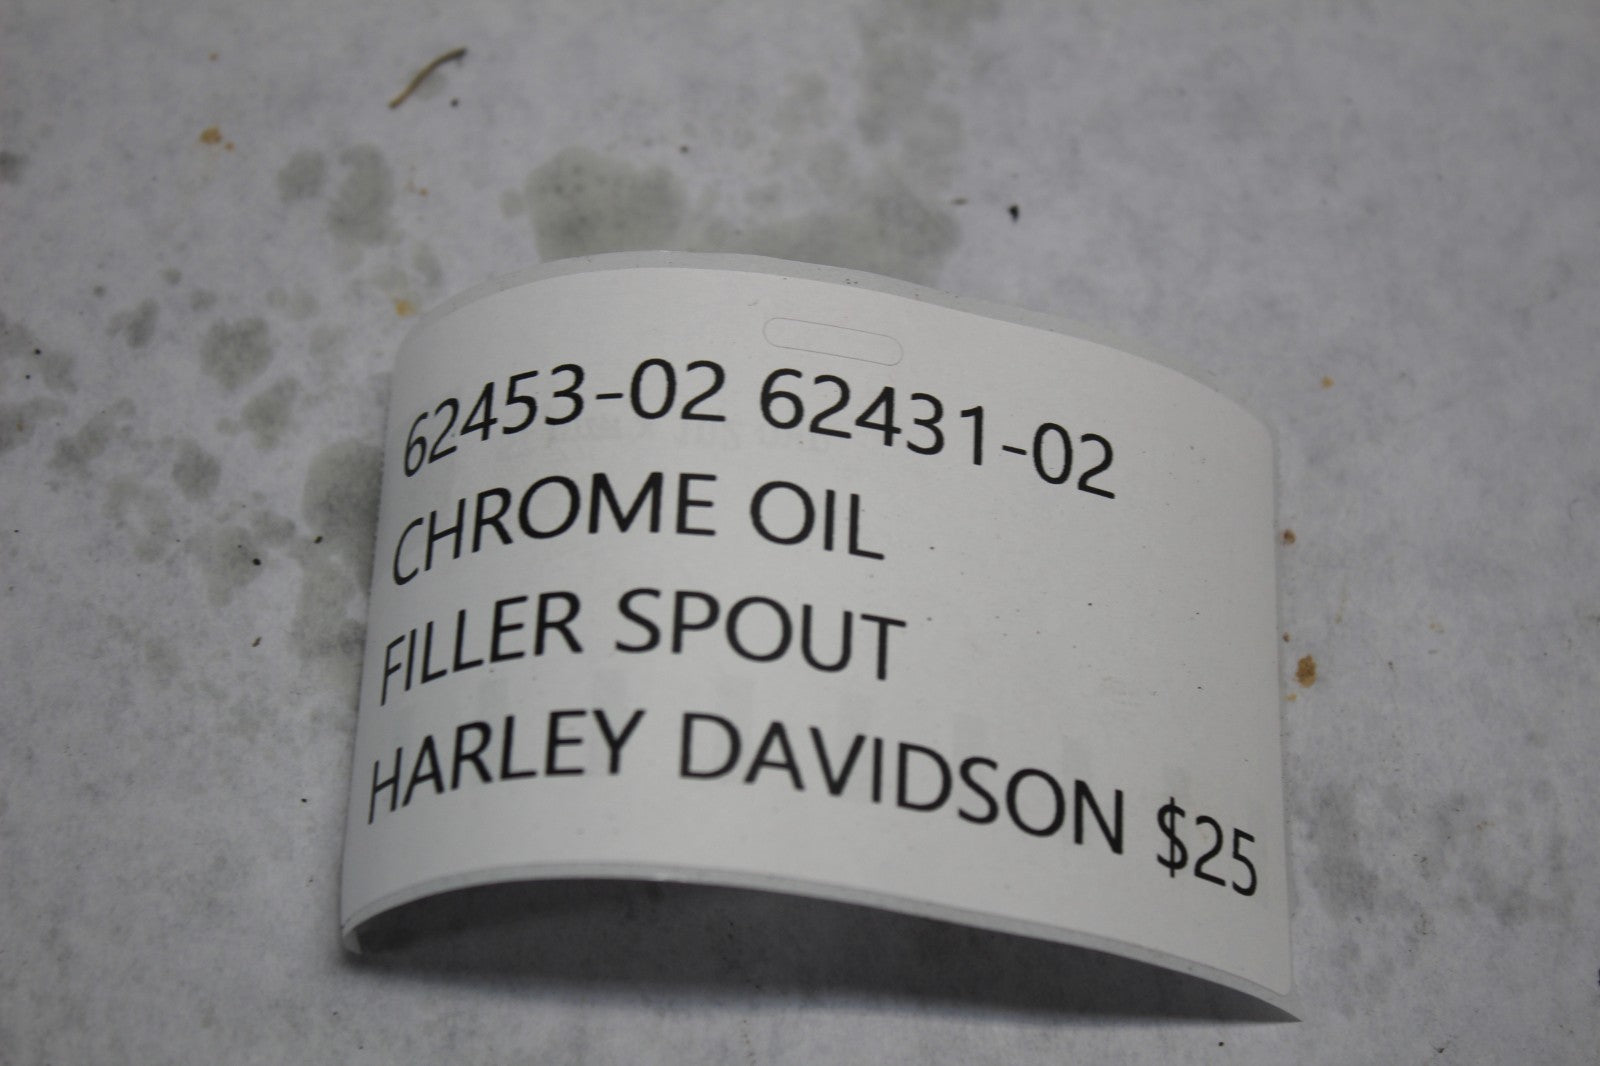 62453-02 62431-02
CHROME OIL
FILLER SPOUT
HARLEY DAVIDSON $25